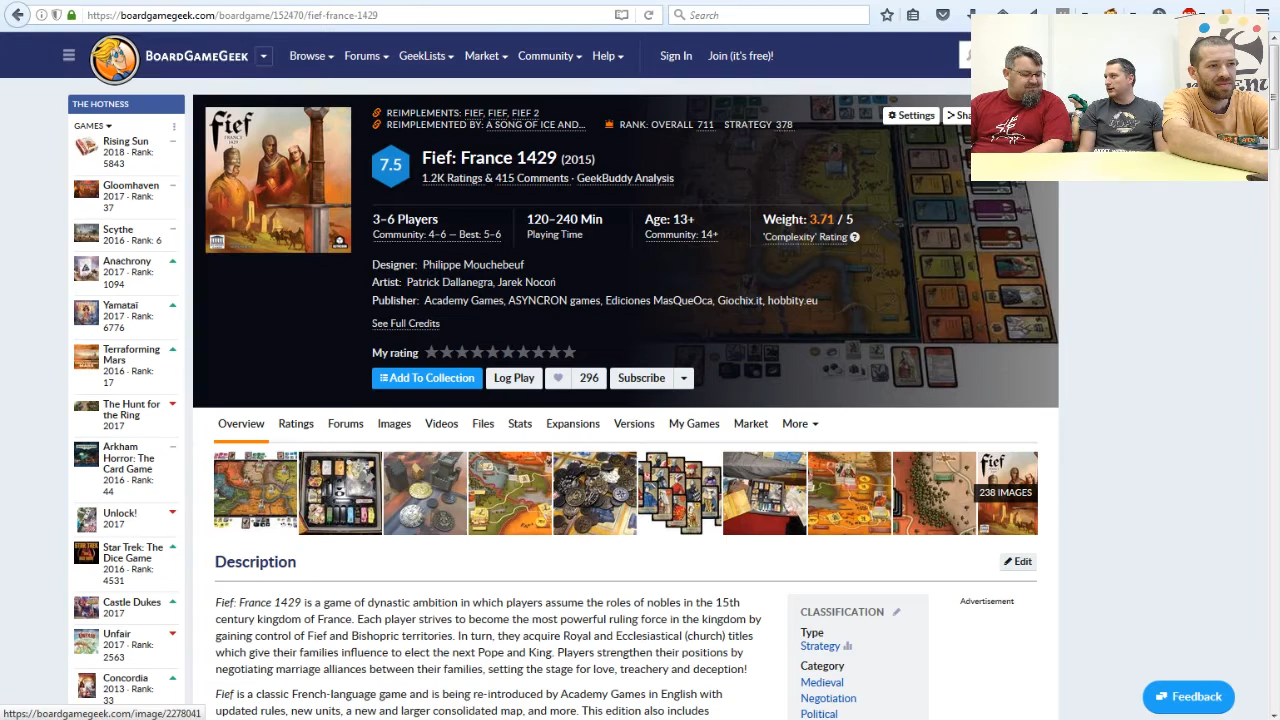 https://boardgamegeek.com/boardgame/152470/fief-france-1429
Search
BOARDGAMEGEEK
Browse
Forums
GeekLists
Market
Community
Help
Sign In
Join (it's free!)
THE HOTNESS
GAMES
Rising Sun
2018 - Rank:
5843
Gloomhaven
2017 - Rank:
37
Scythe
2016 - Rank: 6
Anachrony
2017 - Rank:
1094
Yamataï
2017 - Rank:
6776
Terraforming
Mars
2016 - Rank:
17
The Hunt for
the Ring
2017
Arkham
Horror: The
Card Game
2016 - Rank:
44
Unlock!
2017
Star Trek: The
Dice Game
2016 - Rank:
4531
Castle Dukes
2017
Unfair
2017 - Rank:
2563
Concordia
2013 - Rank:
33
fief
FRANCE
1429
REIMPLEMENTS: FIEF, FIEF, FIEF 2
REIMPLEMENTED BY: A SONG OF ICE AND...
RANK: OVERALL 711 STRATEGY 378
Settings
Sha
7.5
Fief: France 1429 (2015)
1.2K Ratings & 415 Comments · GeekBuddy Analysis
3–6 Players
Community: 4–6 — Best: 5–6
120–240 Min
Playing Time
Age: 13+
Community: 14+
Weight: 3.71 / 5
'Complexity' Rating
Designer: Philippe Mouchebeuf
Artist: Patrick Dallanegra, Jarek Nocoń
Publisher: Academy Games, ASYNCRON games, Ediciones MasQueOca, Giochix.it, hobbity.eu
See Full Credits
My rating
Add To Collection
Log Play
296
Subscribe
Overview
Ratings
Forums
Images
Videos
Files
Stats
Expansions
Versions
My Games
Market
More
fief
238 IMAGES
Description
Edit
Fief: France 1429 is a game of dynastic ambition in which players assume the roles of nobles in the 15th
century kingdom of France. Each player strives to become the most powerful ruling force in the kingdom by
gaining control of Fief and Bishopric territories. In turn, they acquire Royal and Ecclesiastical (church) titles
which give their families influence to elect the next Pope and King. Players strengthen their positions by
negotiating marriage alliances between their families, setting the stage for love, treachery and deception!
Fief is a classic French-language game and is being re-introduced by Academy Games in English with
updated rules, new units, a new and larger consolidated map, and more. This edition also includes
CLASSIFICATION
Type
Strategy
Category
Medieval
Negotiation
Political
Advertisement
Feedback
https://boardgamegeek.com/image/2278041